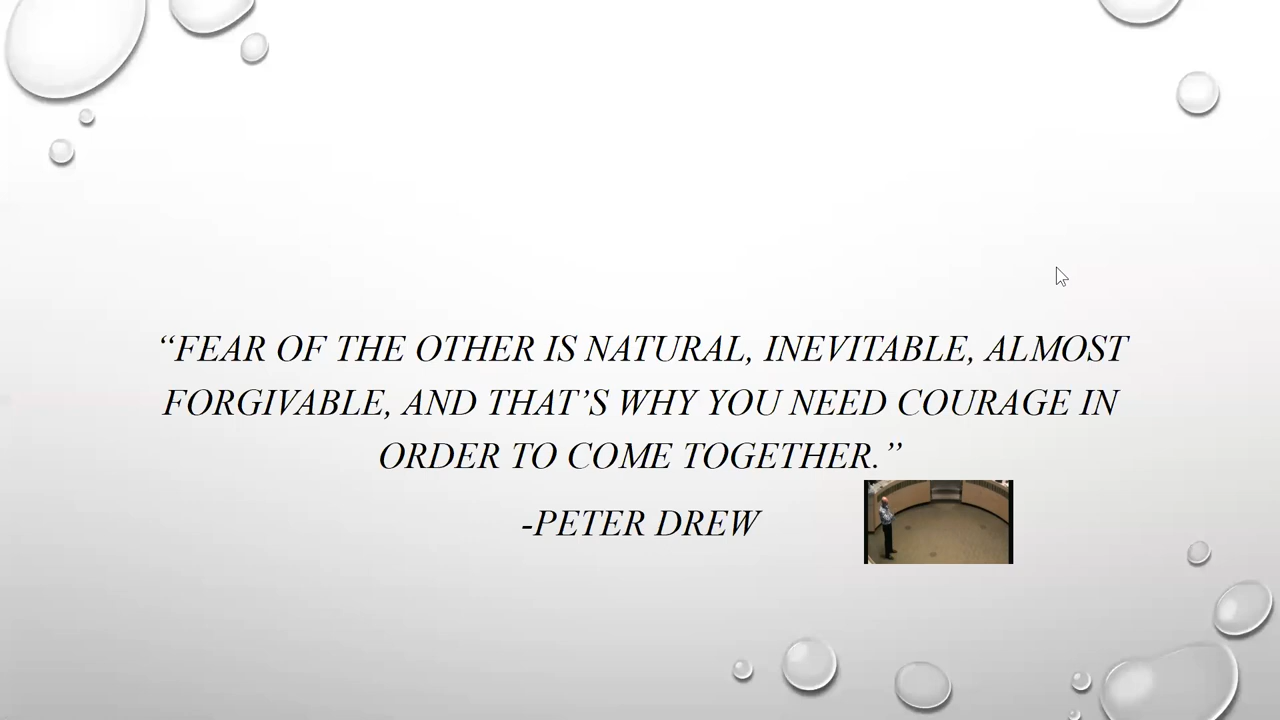 “FEAR OF THE OTHER IS NATURAL, INEVITABLE, ALMOST
FORGIVABLE, AND THAT’S WHY YOU NEED COURAGE IN
ORDER TO COME TOGETHER.”
-PETER DREW